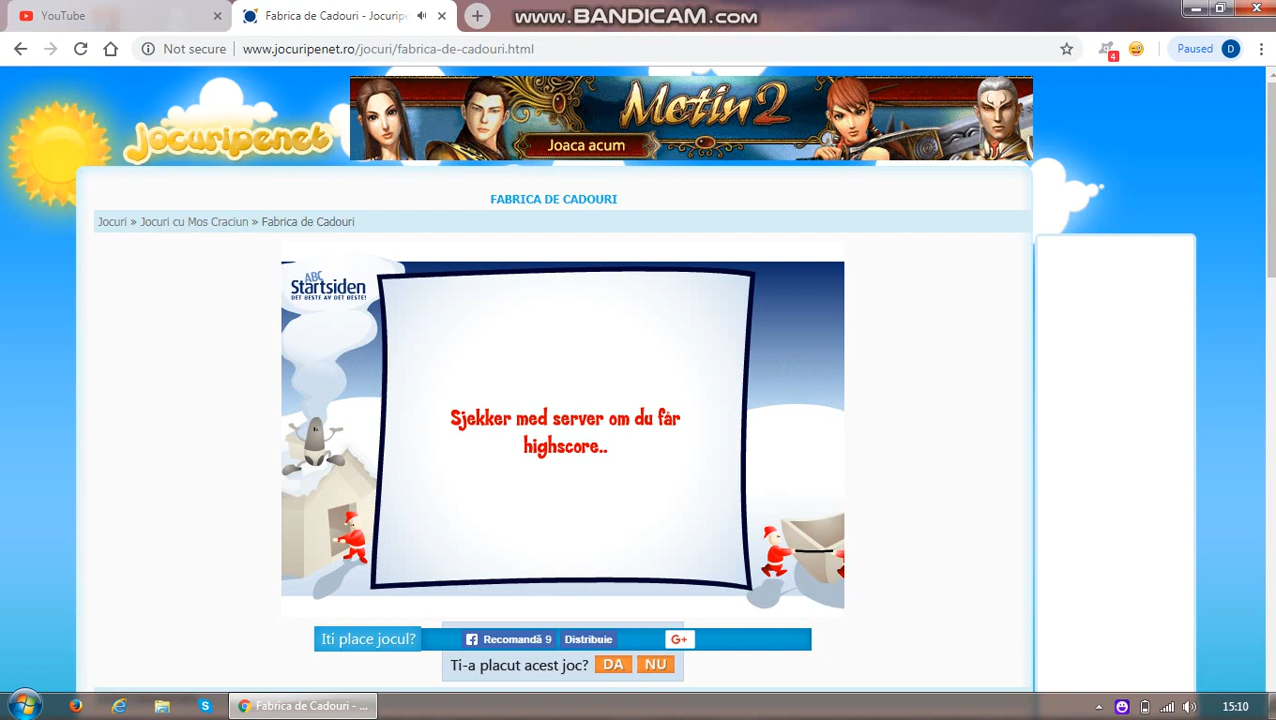 YouTube
Fabrica de Cadouri - Jocuripe
www.BANDICAM.com
Not secure
www.jocuripenet.ro/jocuri/fabrica-de-cadouri.html
4
Paused
D
Jocuripenet
Metin2
Joaca acum
FABRICA DE CADOURI
Jocuri » Jocuri cu Mos Craciun » Fabrica de Cadouri
ABC
Startsiden
DET BESTE AV DET BESTE!
Sjekker med server om du får
highscore..
Iti place jocul?
Recomandă 9
Distribuie
G+
Ti-a placut acest joc?
DA
NU
Fabrica de Cadouri - ...
15:10